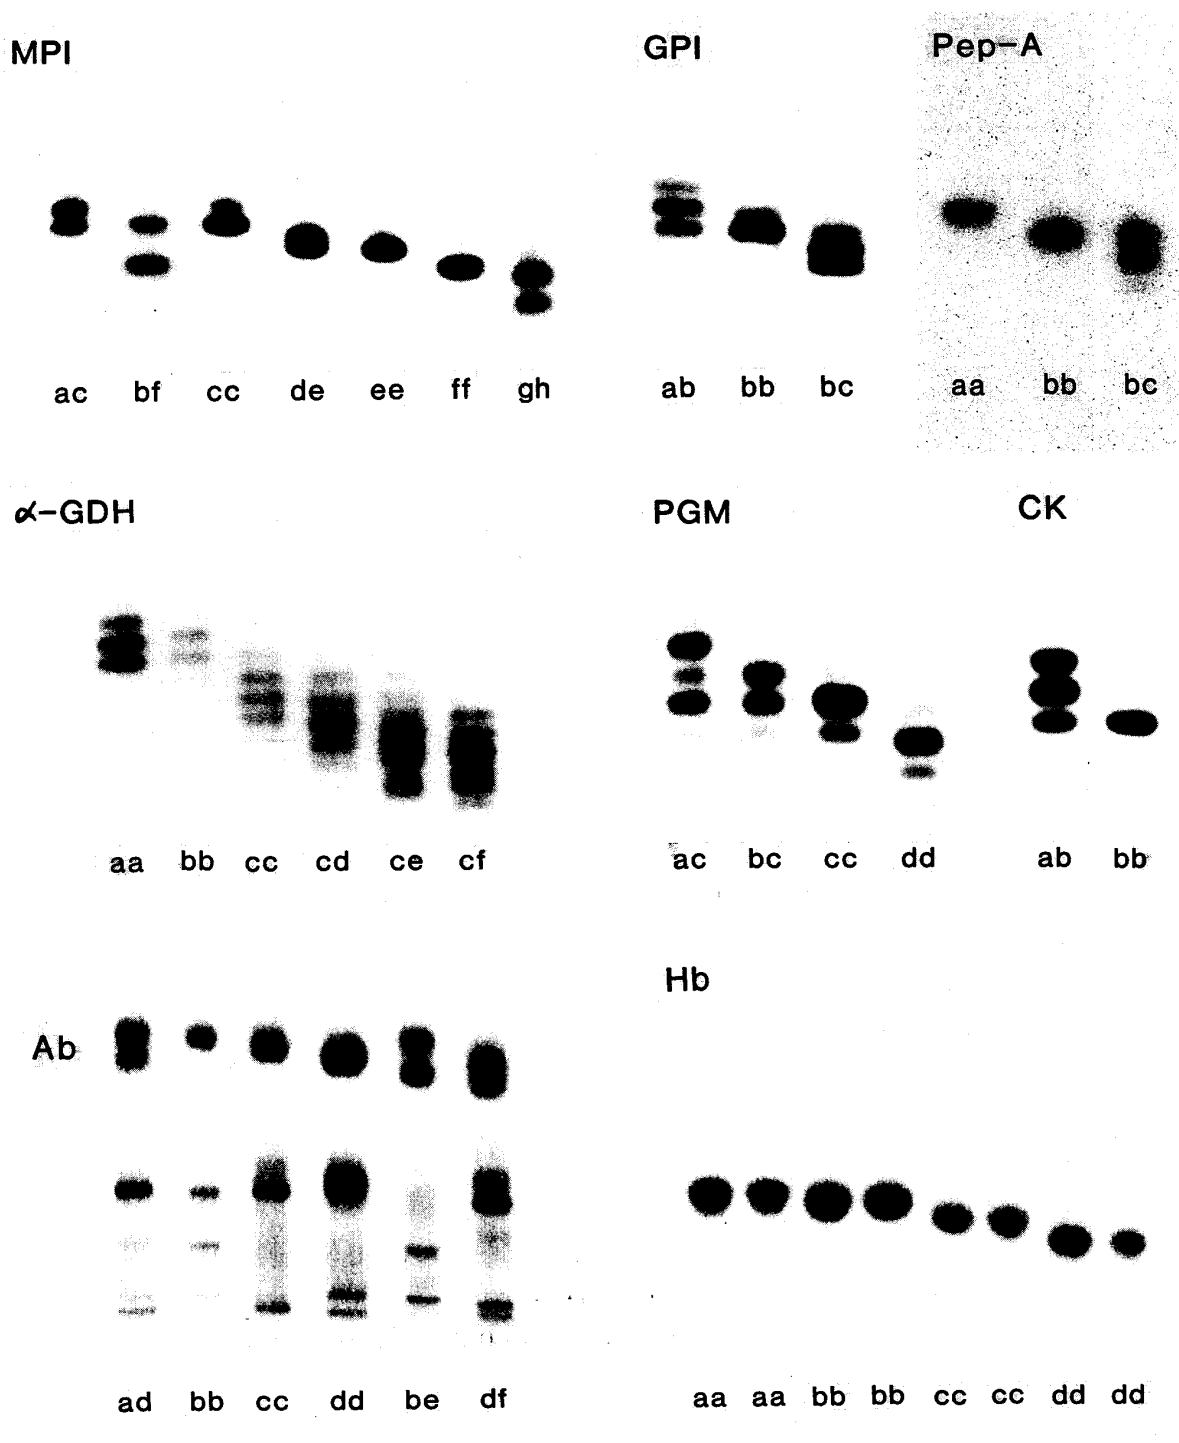 MPI
GPI
Pep-A
ac bf cc de ee ff gh
ab bb bc
aa bb bc
α-GDH
PGM
CK
aa bb cc cd ce cf
ac bc cc dd
ab bb
Ab
Hb
ad bb cc dd be df
aa aa bb bb cc cc dd dd